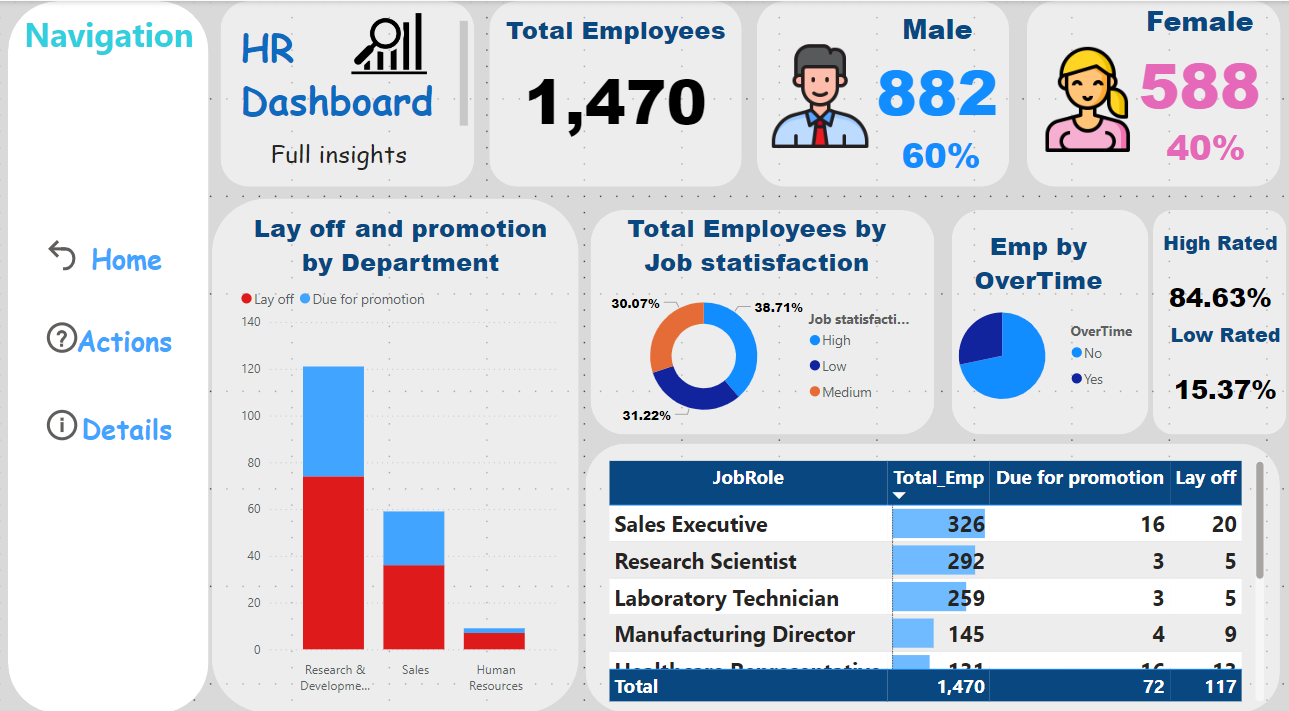 Navigation
Home
Actions
Details
HR
Dashboard
Full insights
Total Employees
1,470
Male
882
60%
Female
588
40%
Lay off and promotion
by Department
Lay off Due for promotion
140
120
100
80
60
40
20
0
Research &
Developme...
Sales
Human
Resources
Total Employees by
Job statisfaction
30.07%
38.71%
31.22%
Job statisfacti...
High
Low
Medium
Emp by
OverTime
OverTime
No
Yes
High Rated
84.63%
Low Rated
15.37%
JobRole Total_Emp Due for promotion Lay off
Sales Executive 326 16 20
Research Scientist 292 3 5
Laboratory Technician 259 3 5
Manufacturing Director 145 4 9
Healthcare Representative 131 16 13
Total 1,470 72 117